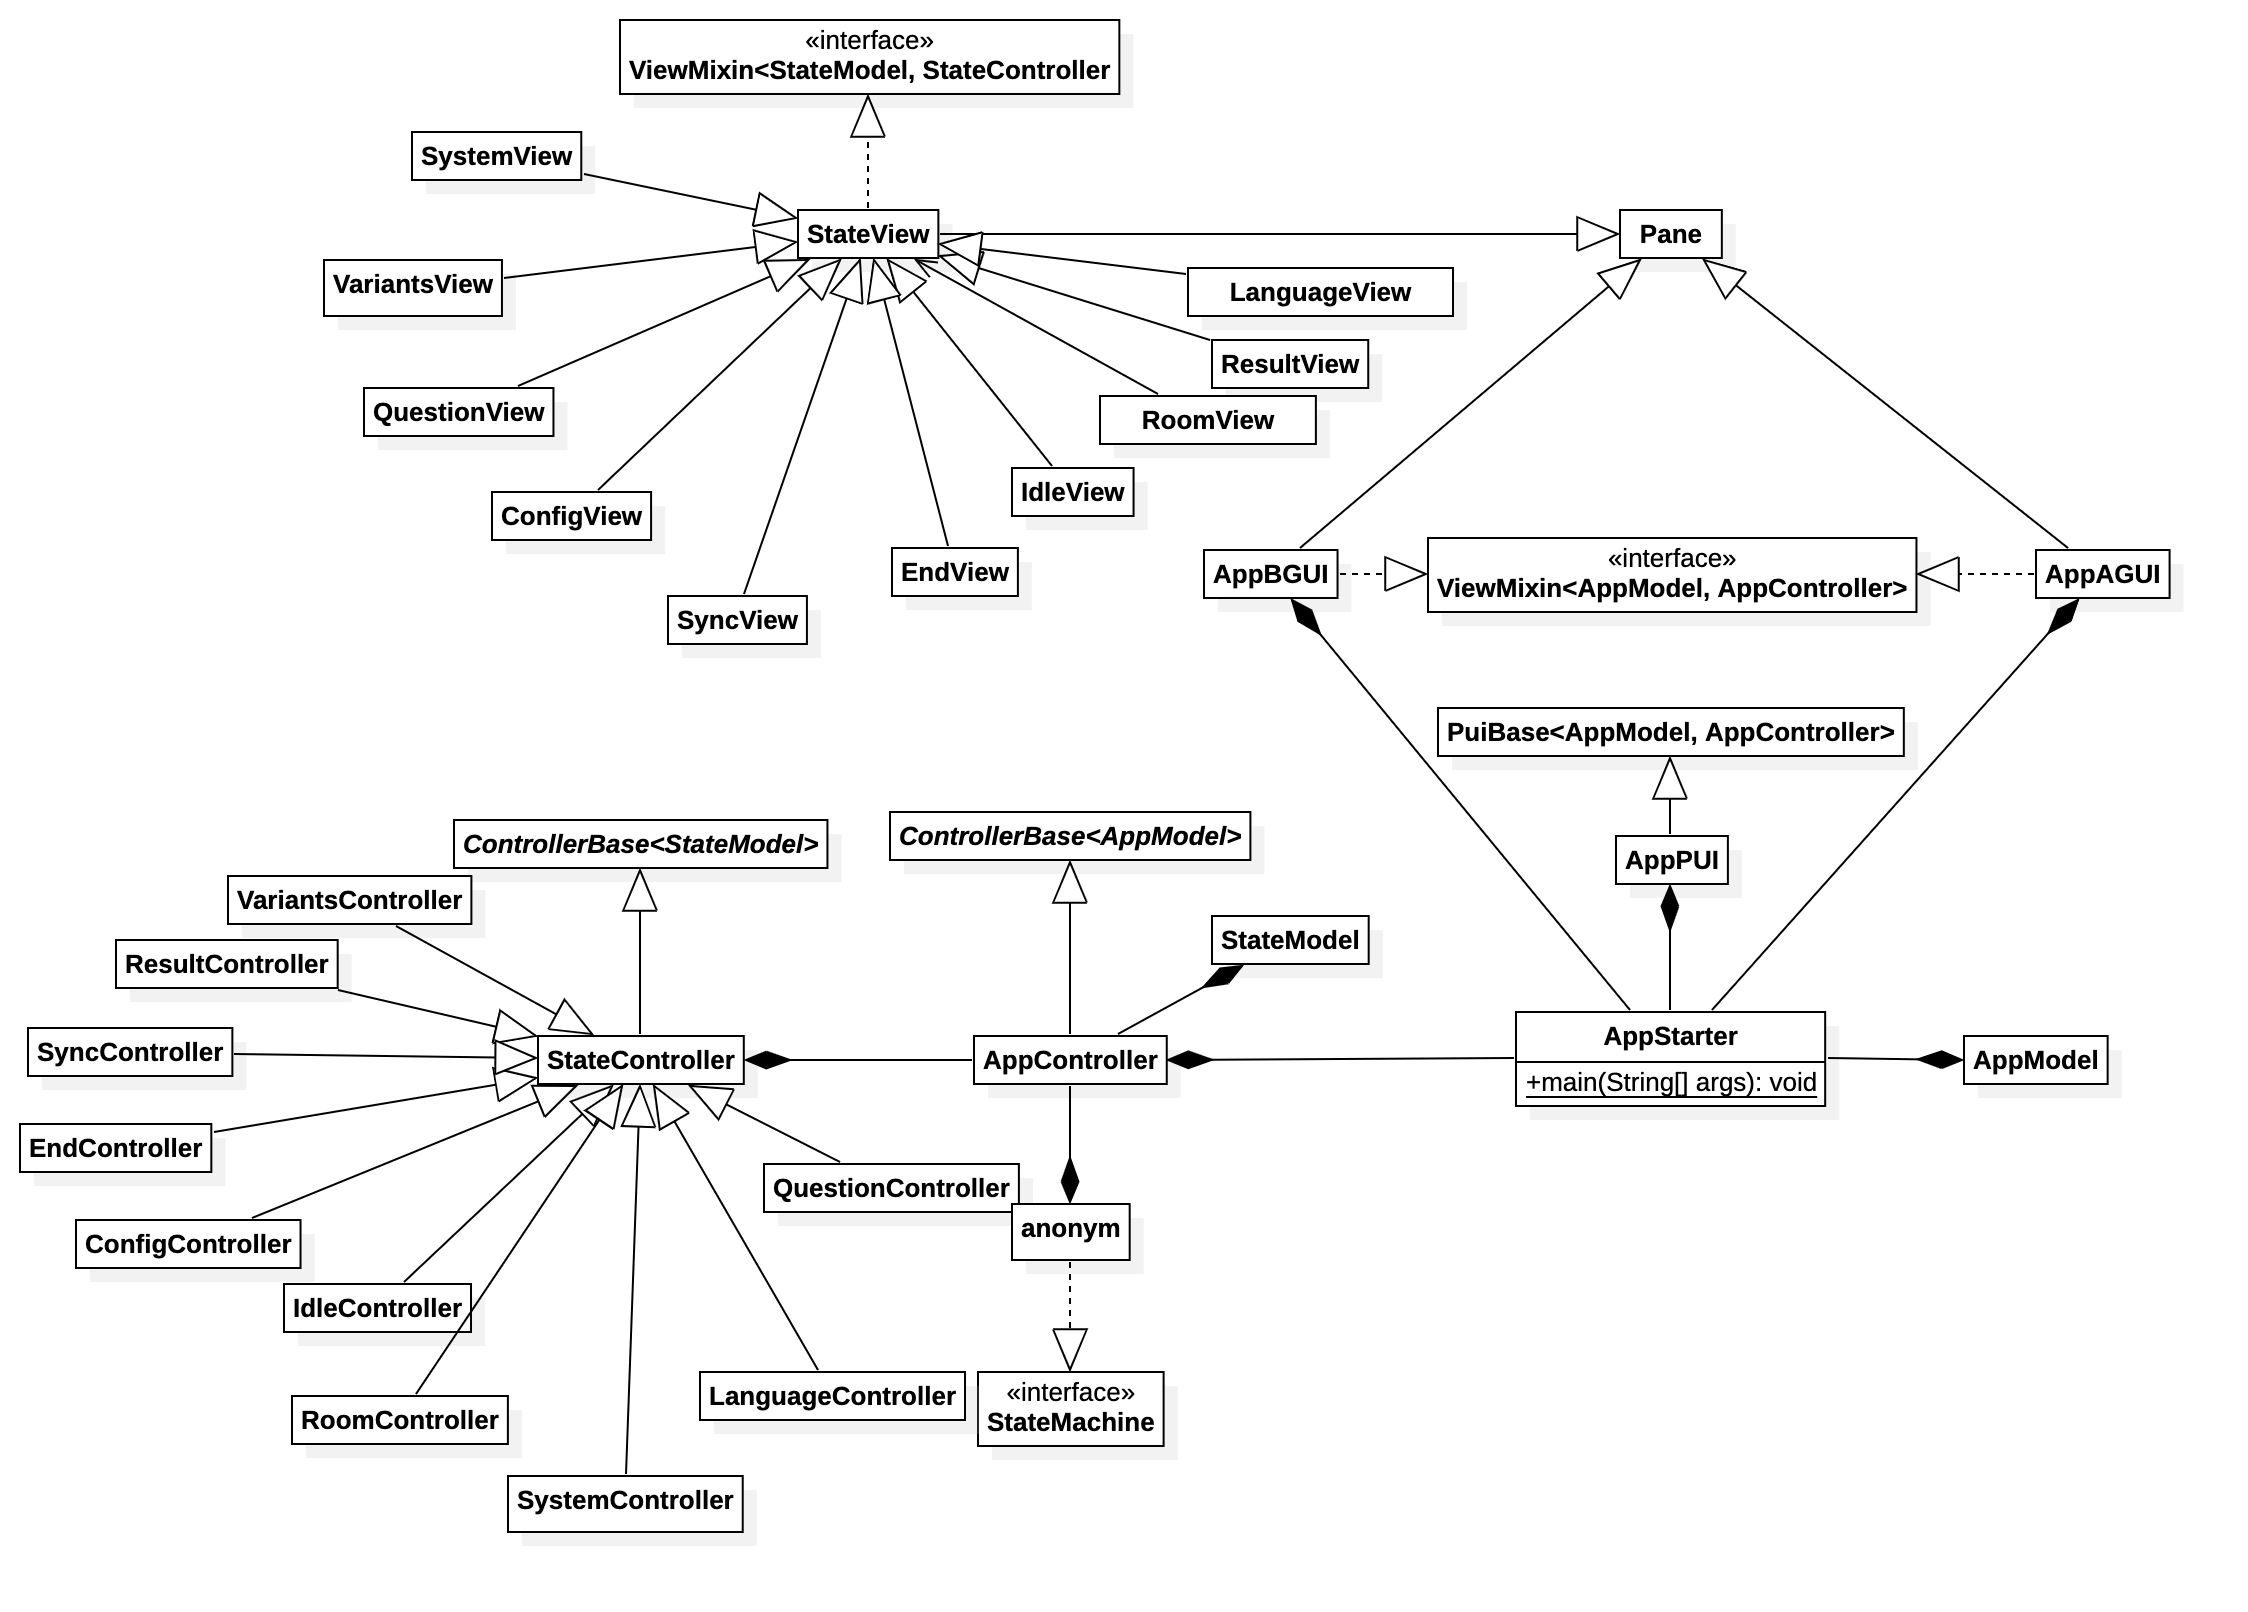 «interface»
ViewMixin<StateModel, StateController
SystemView
StateView
Pane
VariantsView
LanguageView
ResultView
QuestionView
RoomView
IdleView
ConfigView
EndView
SyncView
AppBGUI
«interface»
ViewMixin<AppModel, AppController>
AppAGUI
PuiBase<AppModel, AppController>
AppPUI
ControllerBase<StateModel>
ControllerBase<AppModel>
VariantsController
StateModel
ResultController
SyncController
StateController
AppController
AppStarter
+main(String[] args): void
AppModel
EndController
QuestionController
anonym
ConfigController
IdleController
LanguageController
«interface»
StateMachine
RoomController
SystemController